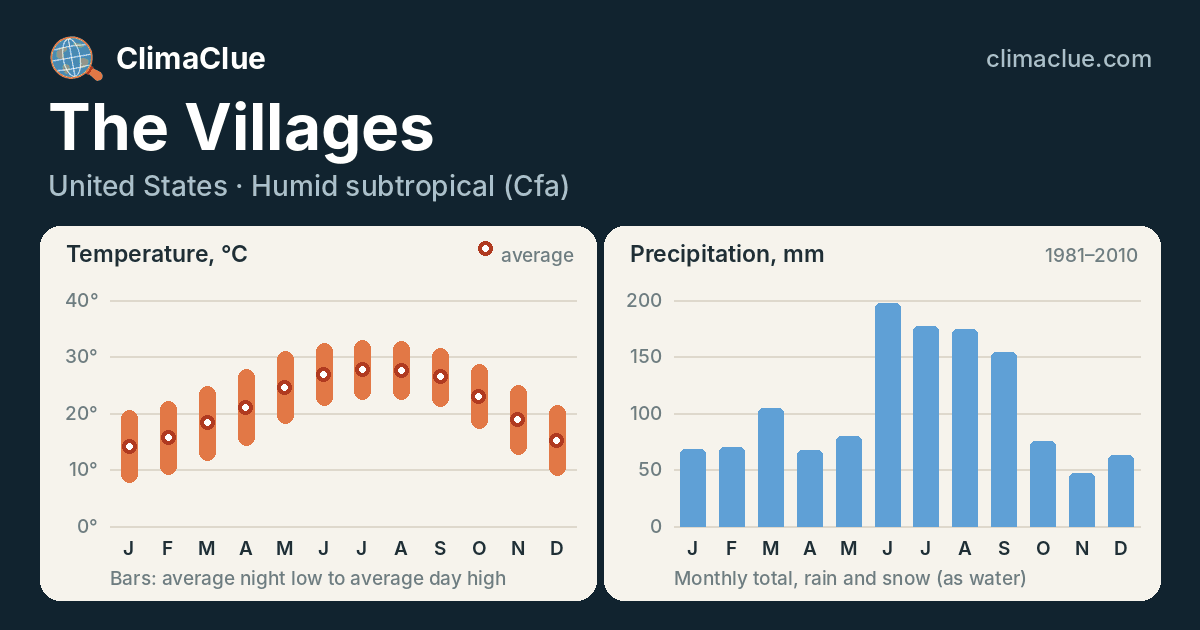 ClimaClue
climaclue.com
The Villages
United States · Humid subtropical (Cfa)
Temperature, °C
average
40°
30°
20°
10°
0°
J F M A M J J A S O N D
Bars: average night low to average day high
Precipitation, mm
1981–2010
200
150
100
50
0
J F M A M J J A S O N D
Monthly total, rain and snow (as water)